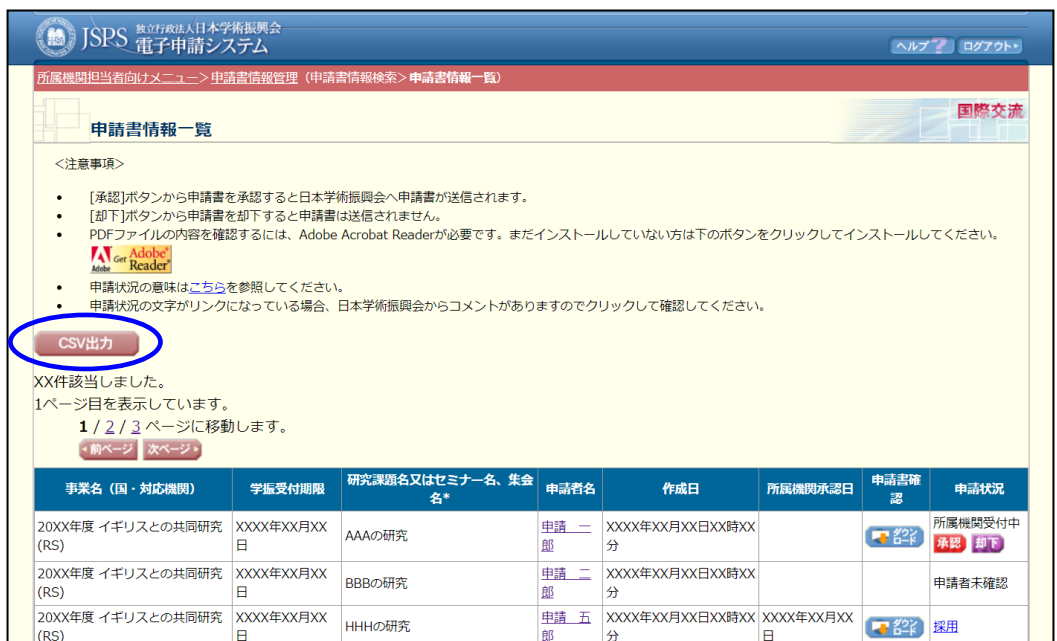 JSPS 独立行政法人日本学術振興会
電子申請システム
ヘルプ? ログアウト
所属機関担当者向けメニュー>申請書情報管理（申請書情報検索>申請書情報一覧）
国際交流
申請書情報一覧
<注意事項>
• [承認]ボタンから申請書を承認すると日本学術振興会へ申請書が送信されます。
• [却下]ボタンから申請書を却下すると申請書は送信されません。
• PDFファイルの内容を確認するには、Adobe Acrobat Readerが必要です。まだインストールしていない方は下のボタンをクリックしてインストールしてください。
Adobe Get Adobe Reader
• 申請状況の意味はこちらを参照してください。
• 申請状況の文字がリンクになっている場合、日本学術振興会からコメントがありますのでクリックして確認してください。
CSV出力
XX件該当しました。
1ページ目を表示しています。
1 / 2 / 3 ページに移動します。
前ページ 次ページ
事業名（国・対応機関） 学振受付期限 研究課題名又はセミナー名、集会名* 申請者名 作成日 所属機関承認日 申請書確認 申請状況
20XX年度 イギリスとの共同研究(RS) XXXX年XX月XX日 AAAの研究 申請 一郎 XXXX年XX月XX日XX時XX分 ダウンロード 所属機関受付中 承認 却下
20XX年度 イギリスとの共同研究(RS) XXXX年XX月XX日 BBBの研究 申請 二郎 XXXX年XX月XX日XX時XX分 申請者未確認
20XX年度 イギリスとの共同研究(RS) XXXX年XX月XX日 HHHの研究 申請 五郎 XXXX年XX月XX日XX時XX分 XXXX年XX月XX日 ダウンロード 採用